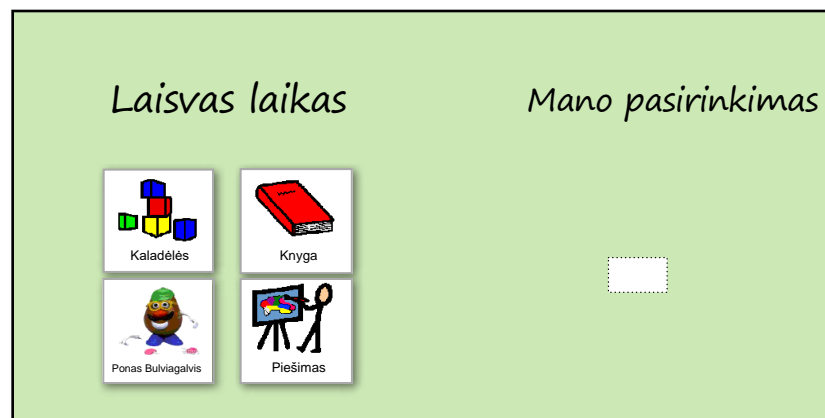 Laisvas laikas
Mano pasirinkimas
Kaladėlės
Knyga
Ponas Bulviagalvis
Piešimas